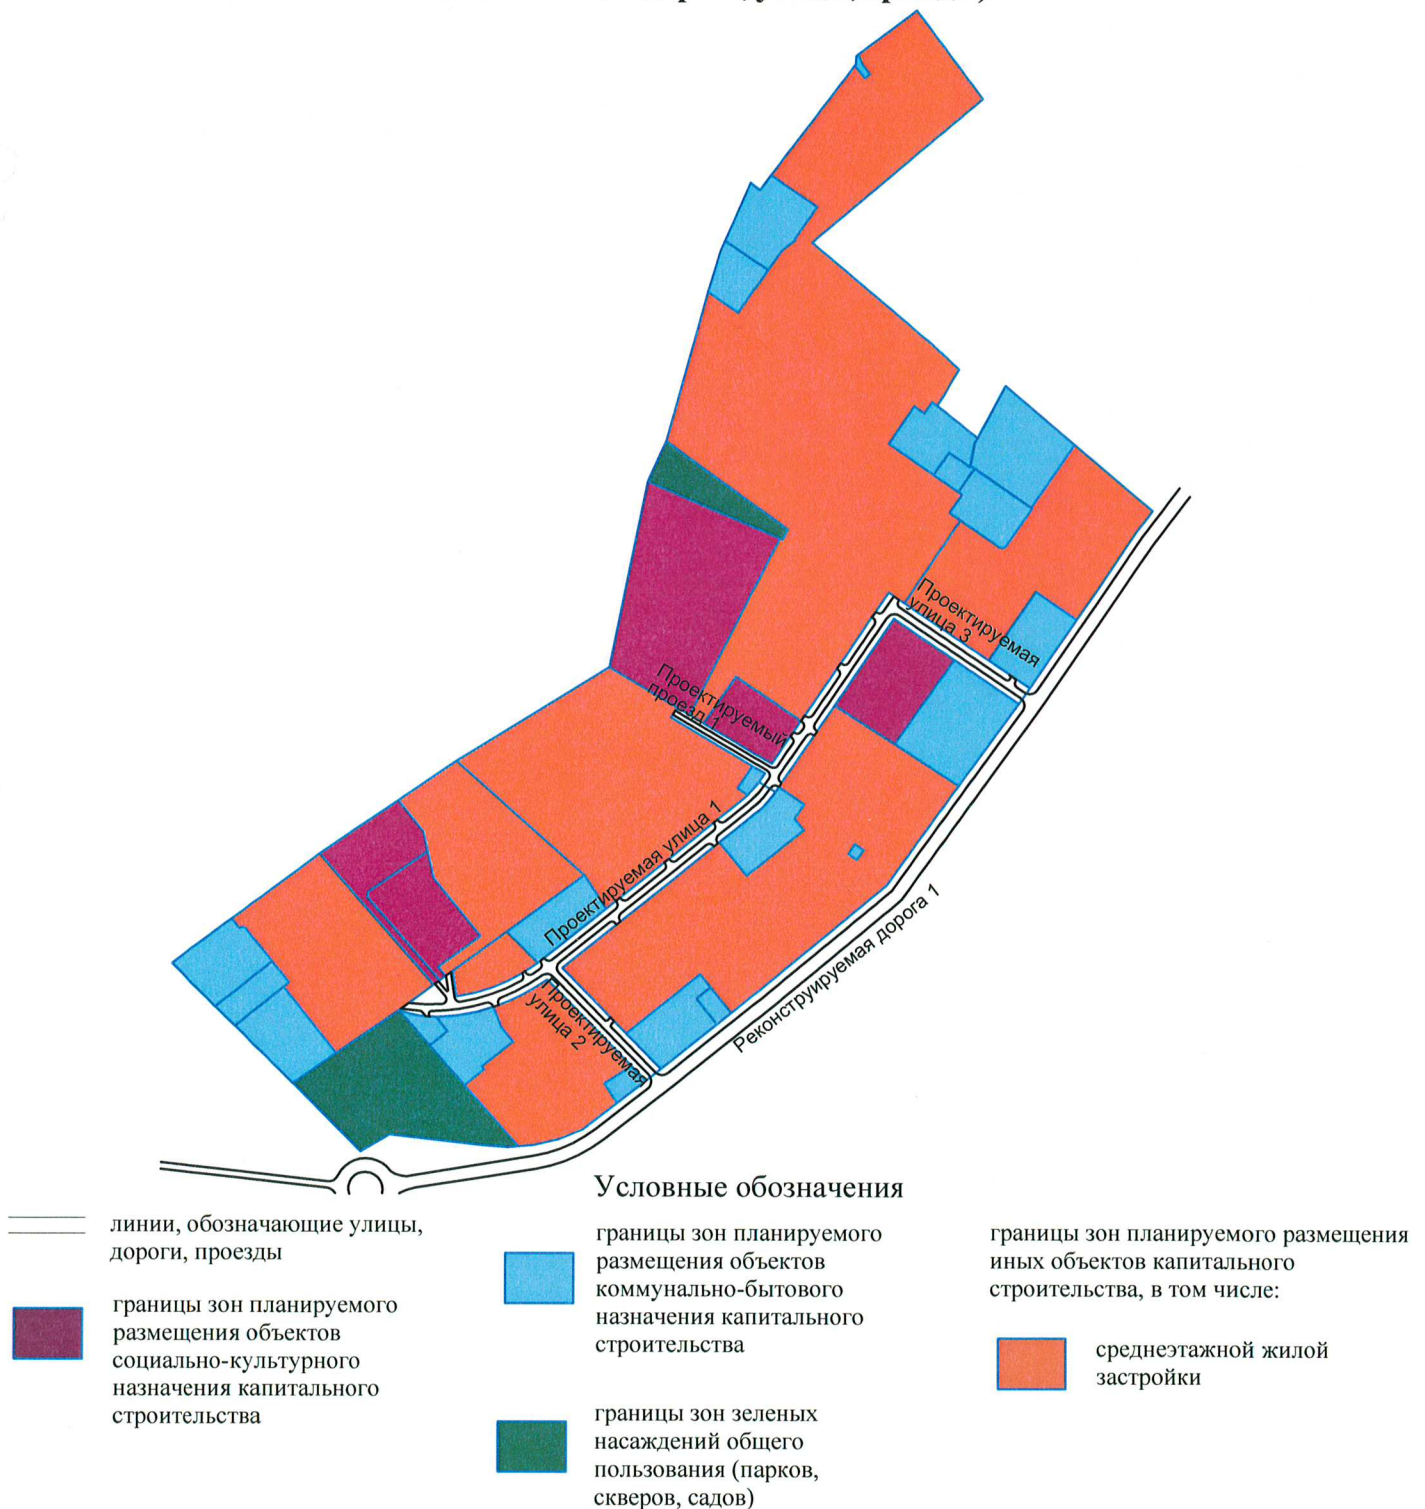 Проектируемая
улица 3
Проектируемый
проезд 1
Проектируемая улица 1
Проектируемая
улица 2
Реконструируемая дорога 1
Условные обозначения
линии, обозначающие улицы,
дороги, проезды
границы зон планируемого
размещения объектов
социально-культурного
назначения капитального
строительства
границы зон планируемого
размещения объектов
коммунально-бытового
назначения капитального
строительства
границы зон зеленых
насаждений общего
пользования (парков,
скверов, садов)
границы зон планируемого размещения
иных объектов капитального
строительства, в том числе:
среднеэтажной жилой
застройки